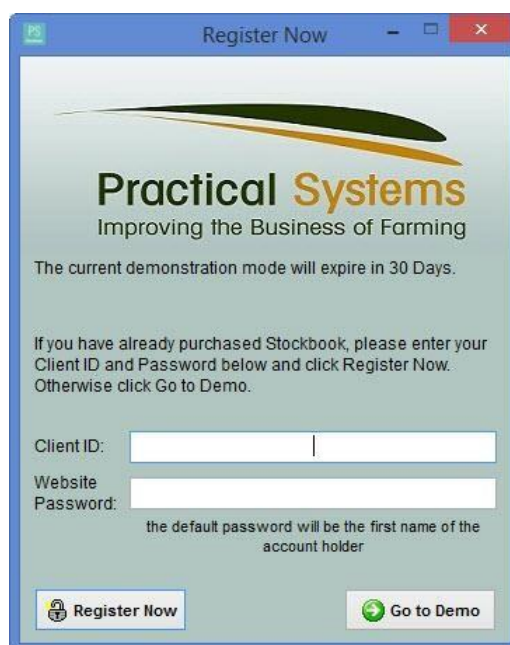 PS
Register Now
Practical Systems
Improving the Business of Farming
The current demonstration mode will expire in 30 Days.
If you have already purchased Stockbook, please enter your
Client ID and Password below and click Register Now.
Otherwise click Go to Demo.
Client ID:
Website
Password:
the default password will be the first name of the
account holder
Register Now
Go to Demo